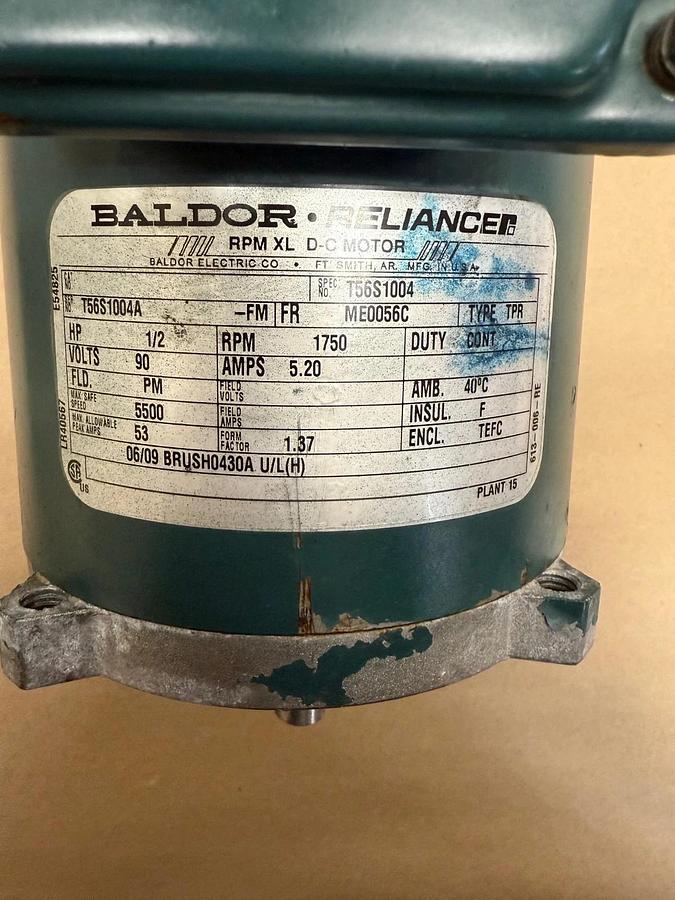 BALDOR • RELIANCE
RPM XL D-C MOTOR
BALDOR ELECTRIC CO • FT. SMITH, AR. MFG. IN U.S.A.
SPEC. NO. T56S1004
T56S1004A -FM FR ME0056C TYPE TPR
HP 1/2 RPM 1750 DUTY CONT
VOLTS 90 AMPS 5.20
FLD. PM FIELD VOLTS AMB. 40°C
MAX. SAFE SPEED 5500 FIELD AMPS INSUL. F
MAX. ALLOWABLE PEAK AMPS 53 FORM FACTOR 1.37 ENCL. TEFC
06/09 BRUSH0430A U/L(H)
PLANT 15
US
E54825
LR40567
613-006-RE